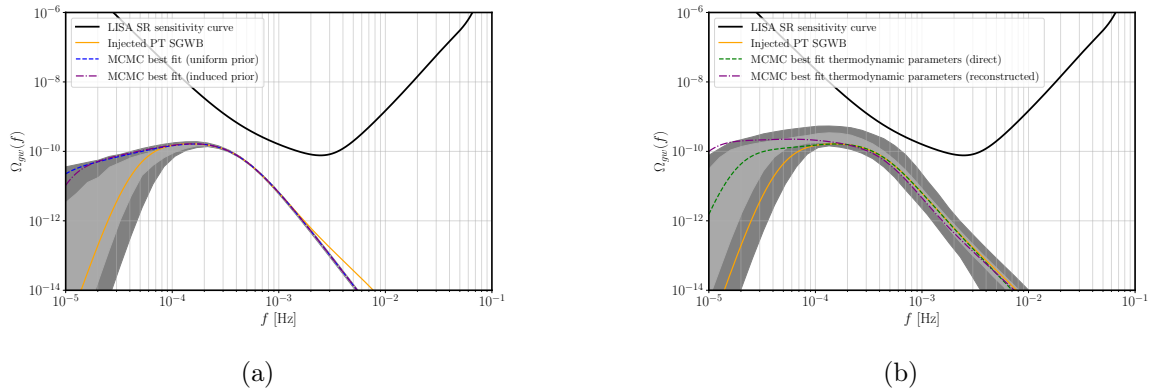 10⁻⁶
10⁻⁸
10⁻¹⁰
10⁻¹²
10⁻¹⁴
Ω_gw(f)
LISA SR sensitivity curve
Injected PT SGWB
MCMC best fit (uniform prior)
MCMC best fit (induced prior)
10⁻⁵ 10⁻⁴ 10⁻³ 10⁻² 10⁻¹
f [Hz]
(a)
10⁻⁶
10⁻⁸
10⁻¹⁰
10⁻¹²
10⁻¹⁴
Ω_gw(f)
LISA SR sensitivity curve
Injected PT SGWB
MCMC best fit thermodynamic parameters (direct)
MCMC best fit thermodynamic parameters (reconstructed)
10⁻⁵ 10⁻⁴ 10⁻³ 10⁻² 10⁻¹
f [Hz]
(b)